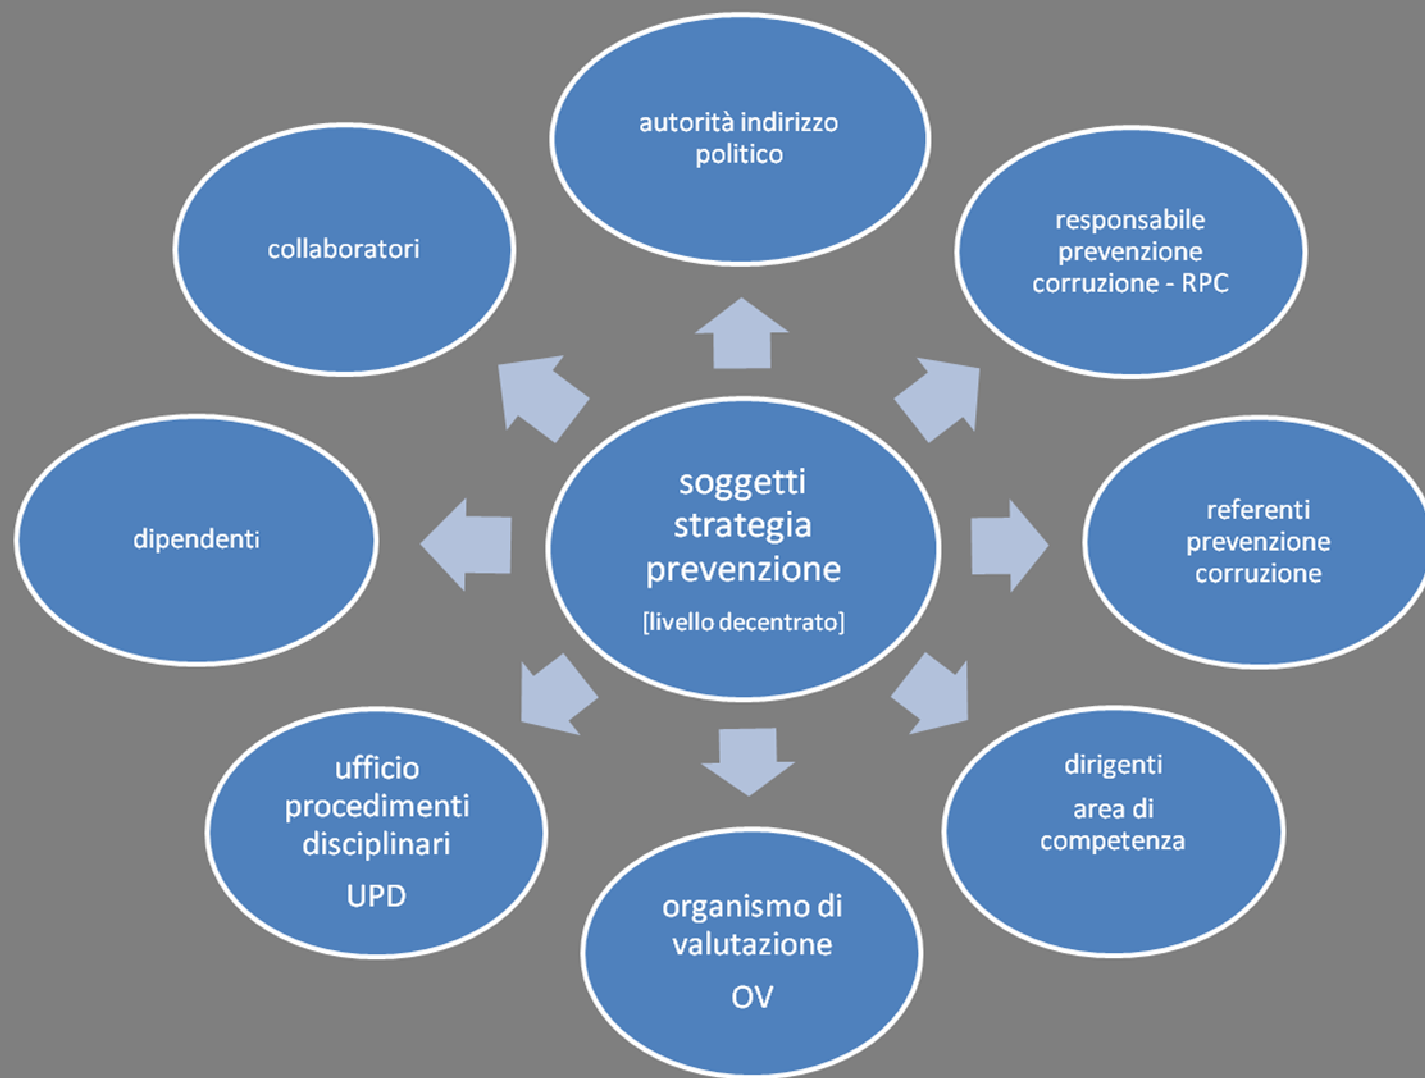 autorità indirizzo
politico
responsabile
prevenzione
corruzione - RPC
referenti
prevenzione
corruzione
dirigenti
area di
competenza
organismo di
valutazione
OV
ufficio
procedimenti
disciplinari
UPD
dipendenti
collaboratori
soggetti
strategia
prevenzione
[livello decentrato]